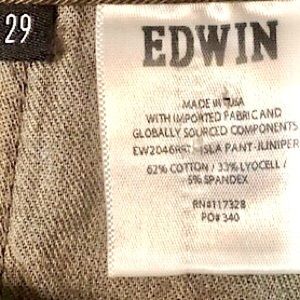 29
EDWIN
MADE IN USA
WITH IMPORTED FABRIC AND
GLOBALLY SOURCED COMPONENTS
ISLA PANT-JUNIPER
62% COTTON / 33% LYOCELL /
5% SPANDEX
RN#117328
PO# 340